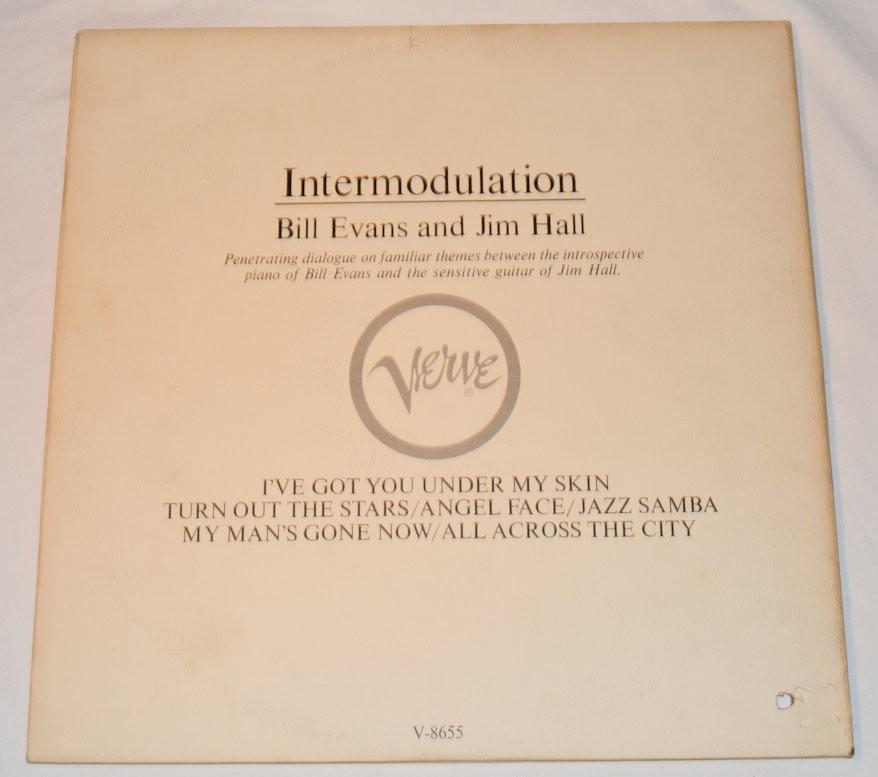 Intermodulation
Bill Evans and Jim Hall
Penetrating dialogue on familiar themes between the introspective
piano of Bill Evans and the sensitive guitar of Jim Hall.
Verve®
I'VE GOT YOU UNDER MY SKIN
TURN OUT THE STARS/ANGEL FACE/JAZZ SAMBA
MY MAN'S GONE NOW/ALL ACROSS THE CITY
V-8655